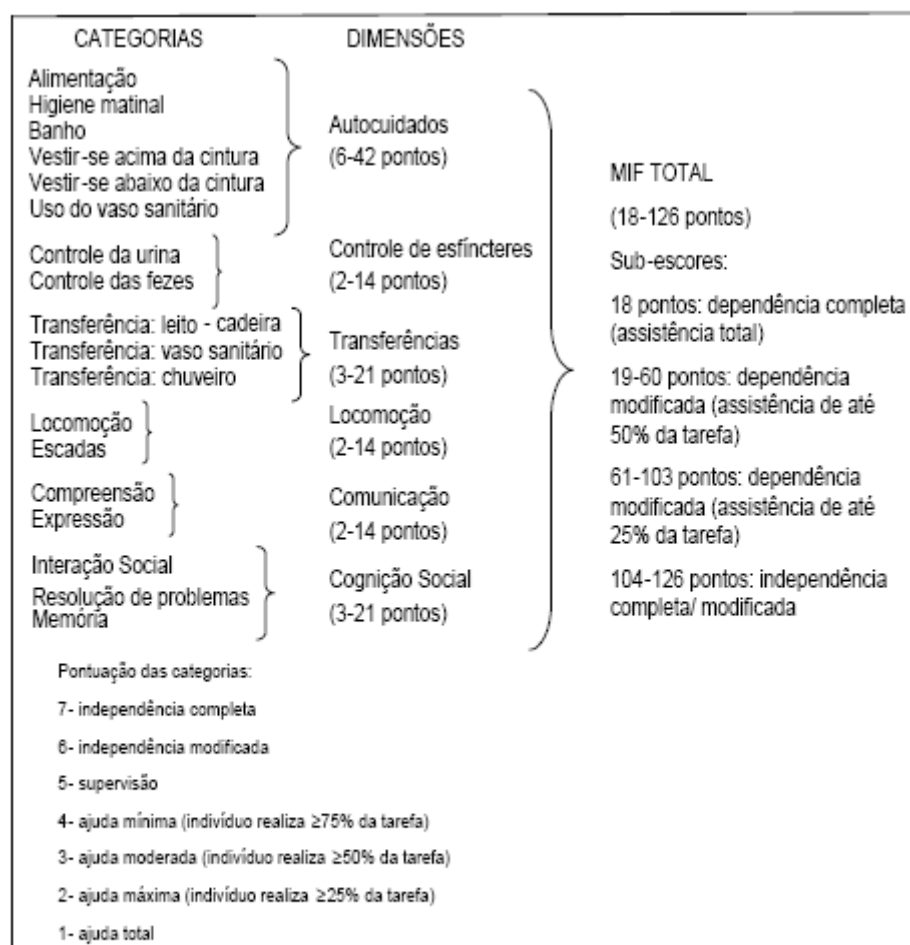 CATEGORIAS
Alimentação
Higiene matinal
Banho
Vestir-se acima da cintura
Vestir-se abaixo da cintura
Uso do vaso sanitário
Controle da urina
Controle das fezes
Transferência: leito - cadeira
Transferência: vaso sanitário
Transferência: chuveiro
Locomoção
Escadas
Compreensão
Expressão
Interação Social
Resolução de problemas
Memória
DIMENSÕES
Autocuidados
(6-42 pontos)
Controle de esfíncteres
(2-14 pontos)
Transferências
(3-21 pontos)
Locomoção
(2-14 pontos)
Comunicação
(2-14 pontos)
Cognição Social
(3-21 pontos)
MIF TOTAL
(18-126 pontos)
Sub-escores:
18 pontos: dependência completa
(assistência total)
19-60 pontos: dependência
modificada (assistência de até
50% da tarefa)
61-103 pontos: dependência
modificada (assistência de até
25% da tarefa)
104-126 pontos: independência
completa/ modificada
Pontuação das categorias:
7- independência completa
6- independência modificada
5- supervisão
4- ajuda mínima (indivíduo realiza ≥75% da tarefa)
3- ajuda moderada (indivíduo realiza ≥50% da tarefa)
2- ajuda máxima (indivíduo realiza ≥25% da tarefa)
1- ajuda total